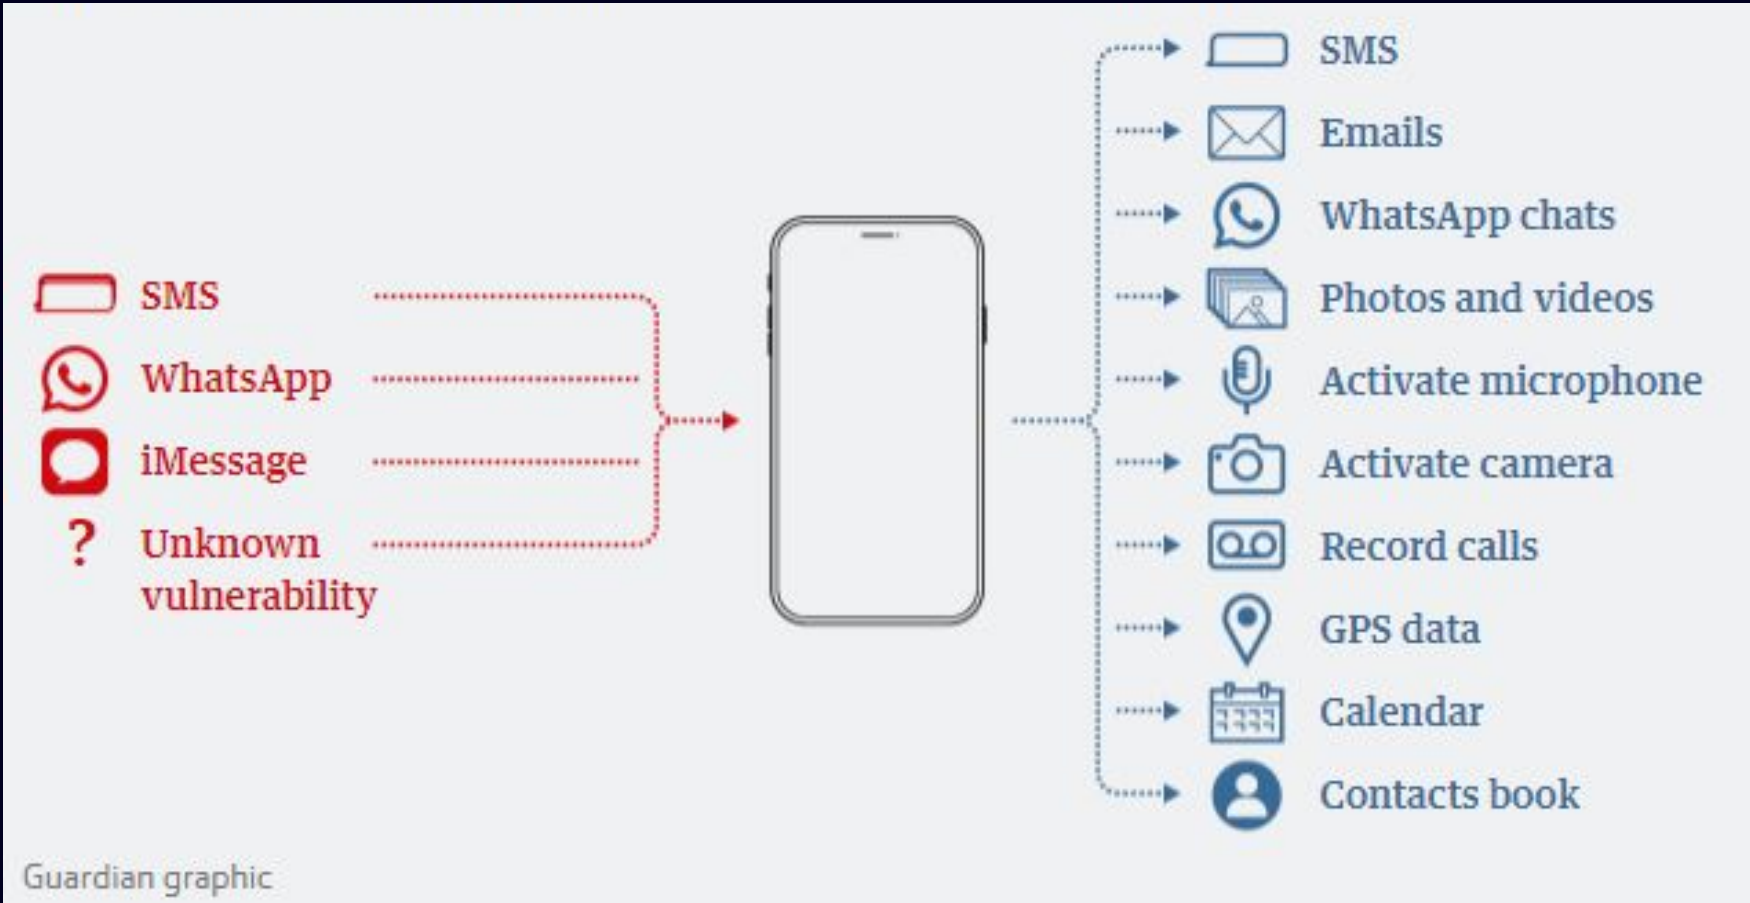 SMS
WhatsApp
iMessage
? Unknown
vulnerability
SMS
Emails
WhatsApp chats
Photos and videos
Activate microphone
Activate camera
Record calls
GPS data
Calendar
Contacts book
Guardian graphic